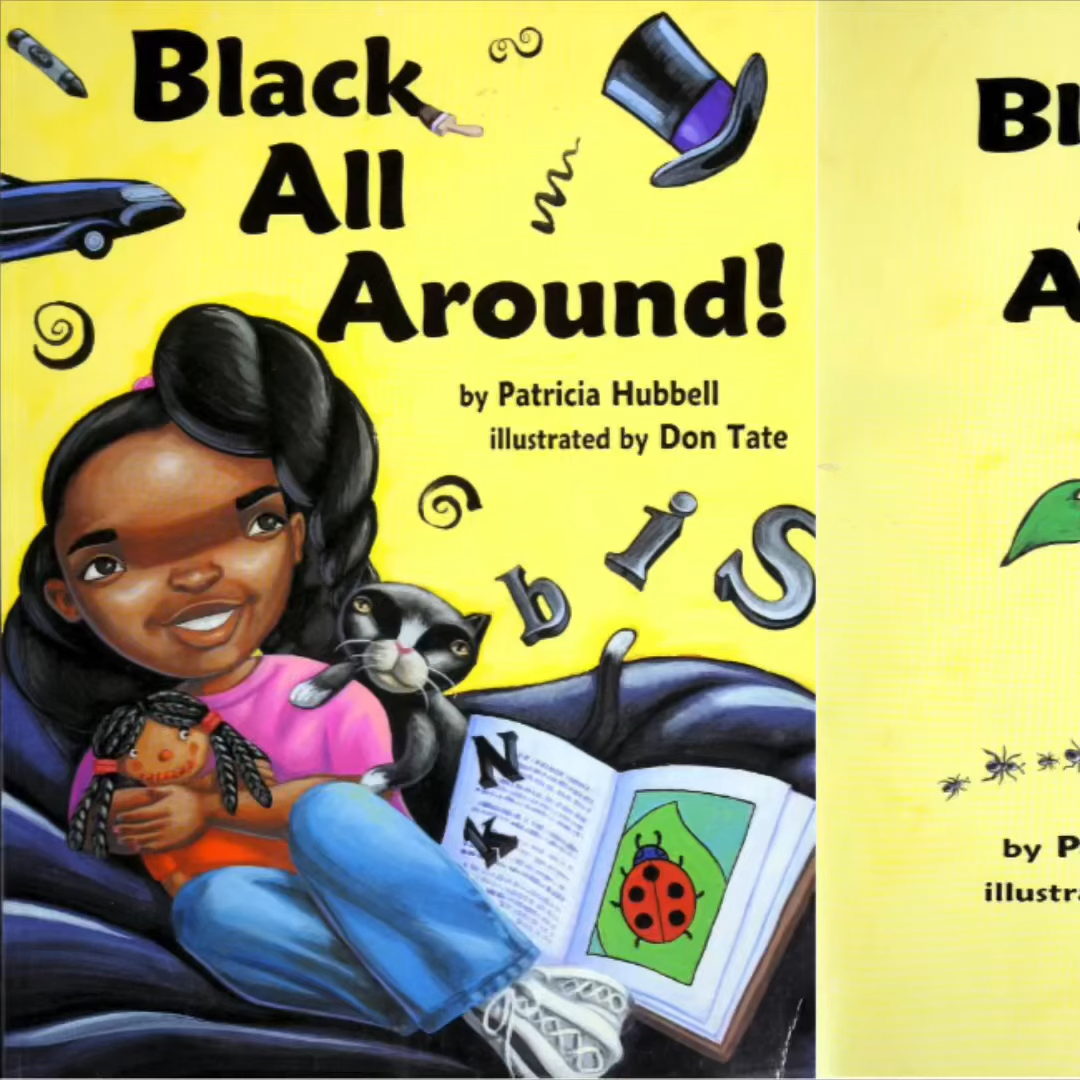 Black
All
Around!
by Patricia Hubbell
illustrated by Don Tate
b i S
N
K
Bl
A
by P
illustra